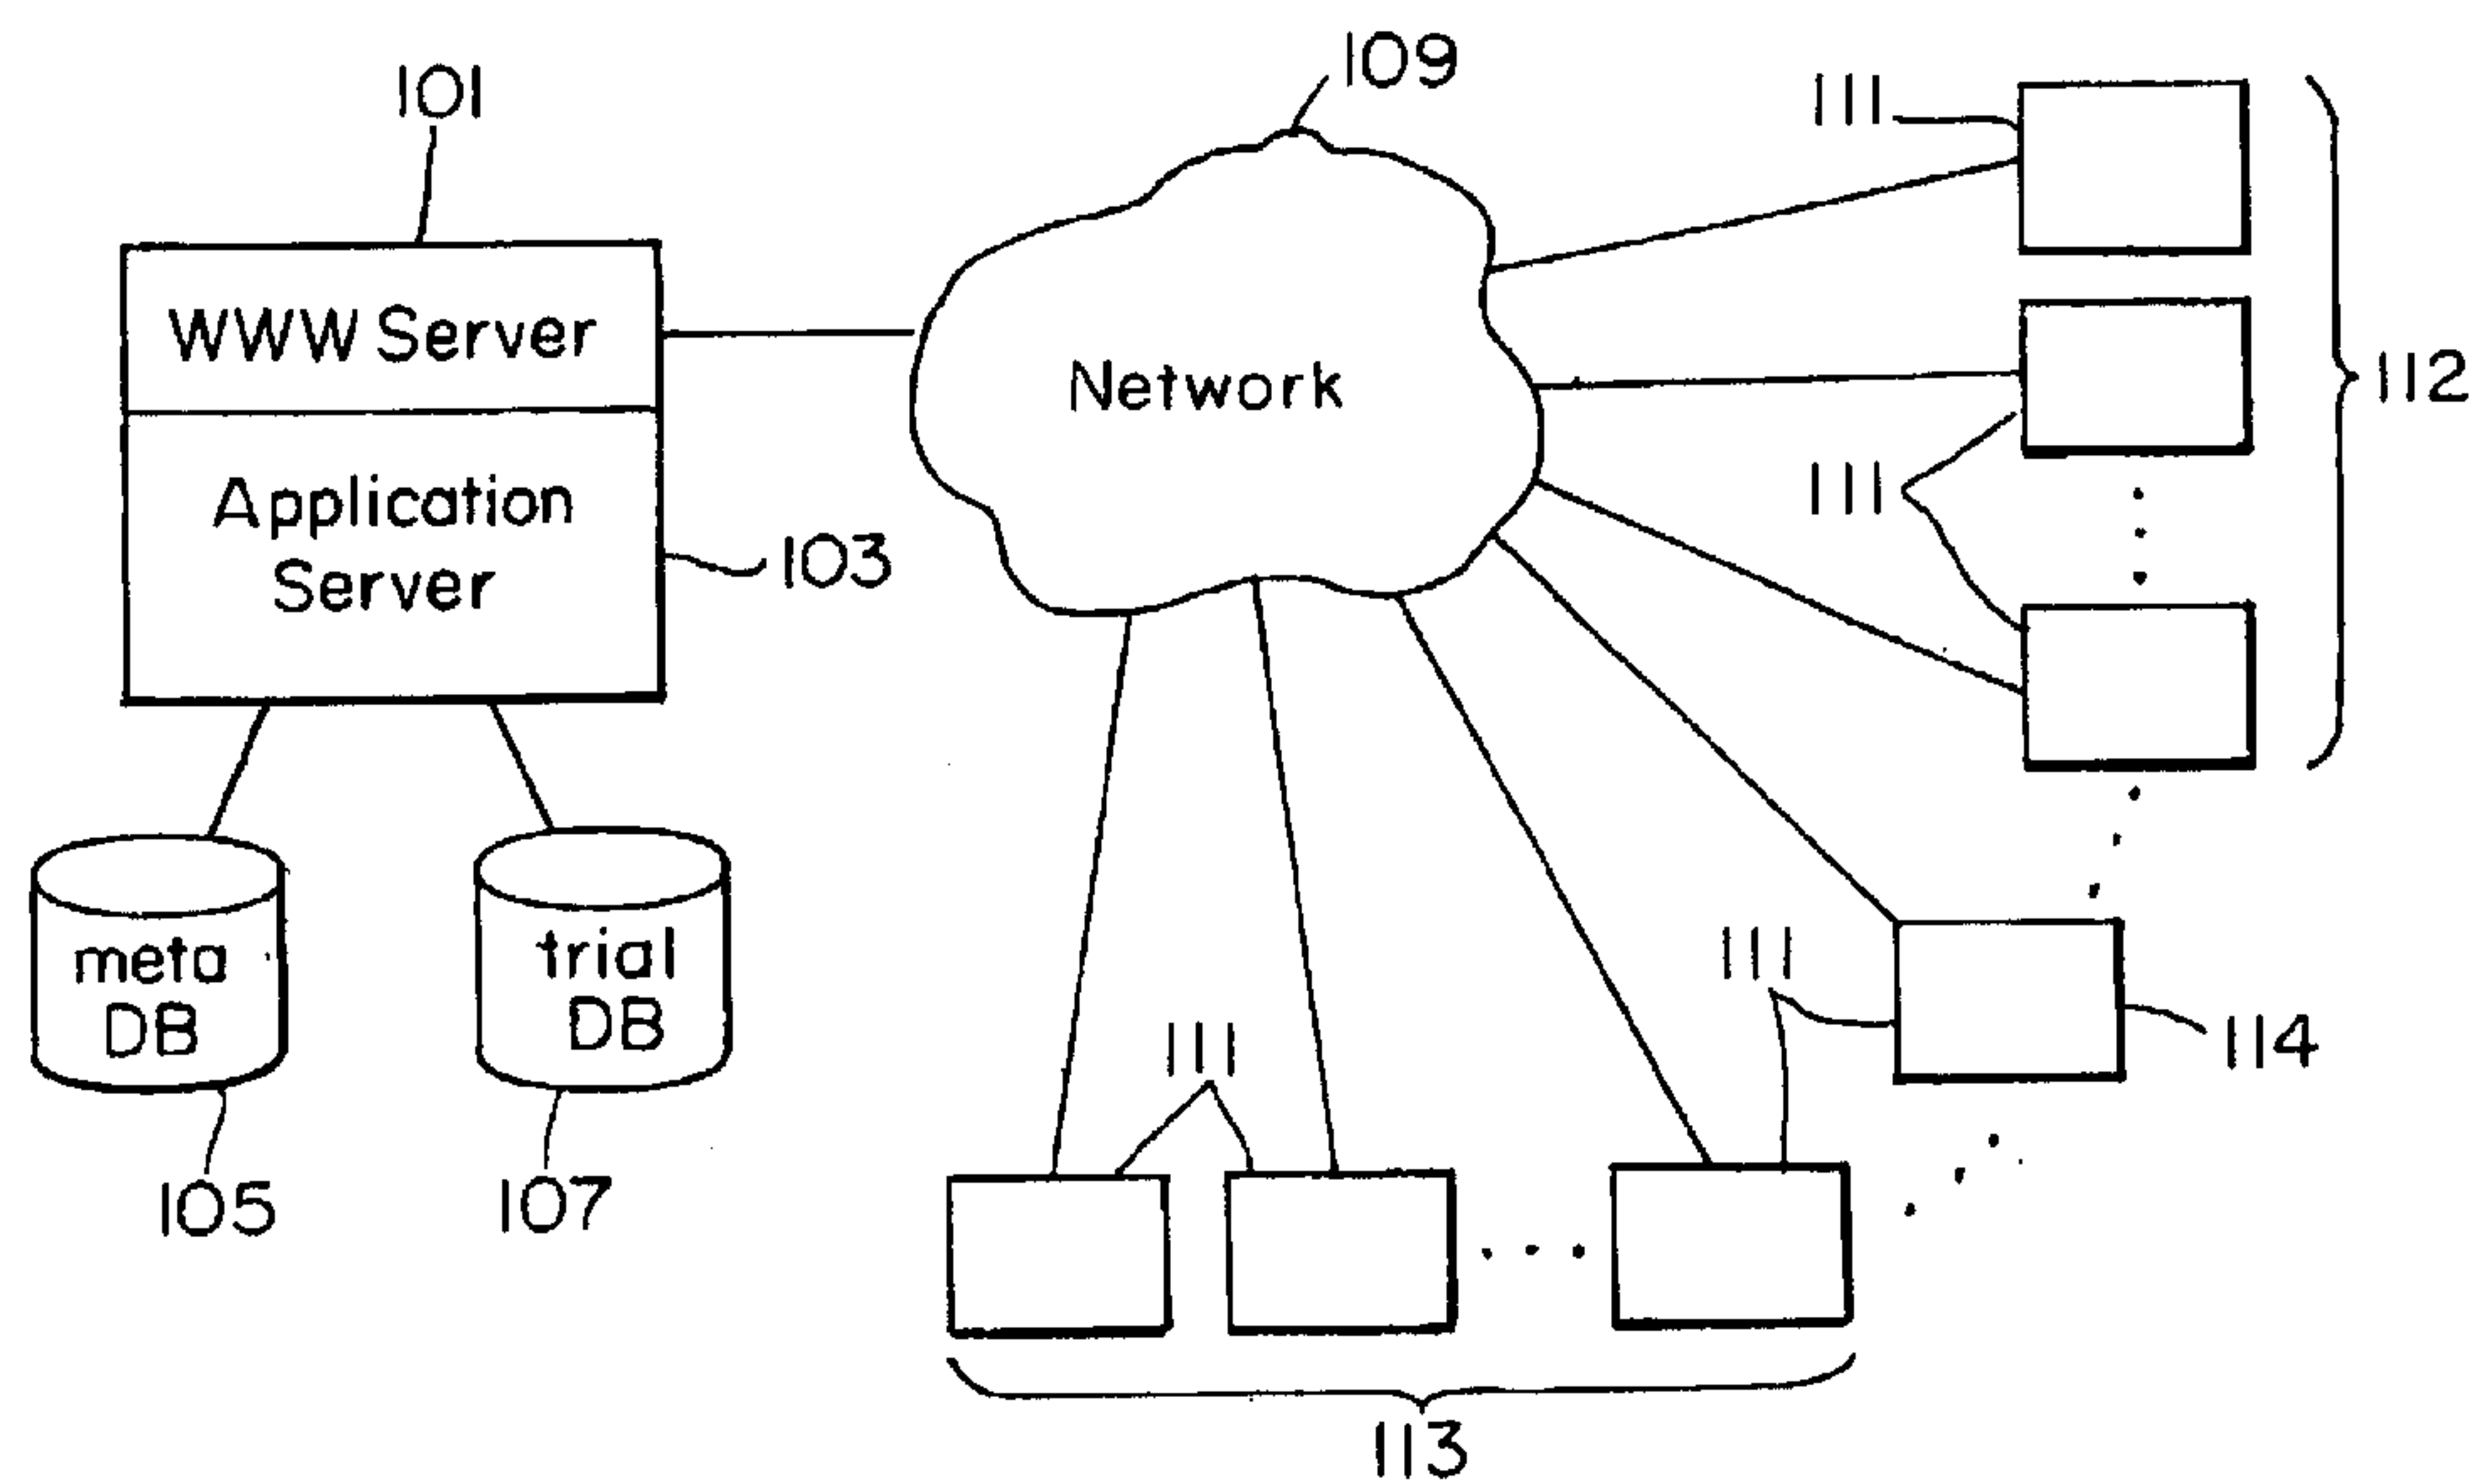 109
101
111
WWW Server
Network
112
111
Application
Server
103
meta
DB
trial
DB
111
114
111
105
107
113